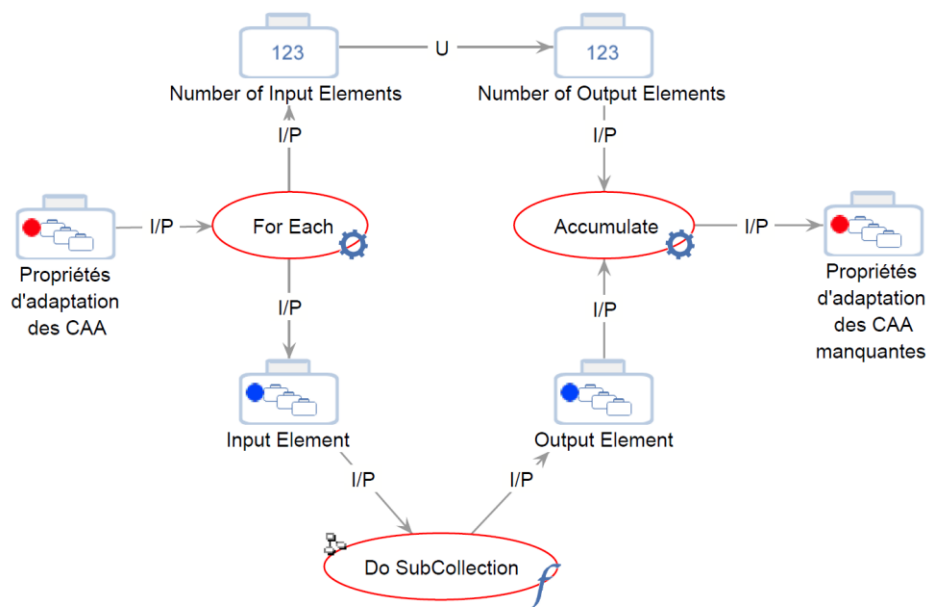 123
123
U
Number of Input Elements
Number of Output Elements
I/P
I/P
I/P
For Each
Accumulate
I/P
Propriétés
d'adaptation
des CAA
Propriétés
d'adaptation
des CAA
manquantes
I/P
I/P
Input Element
Output Element
I/P
I/P
Do SubCollection
f